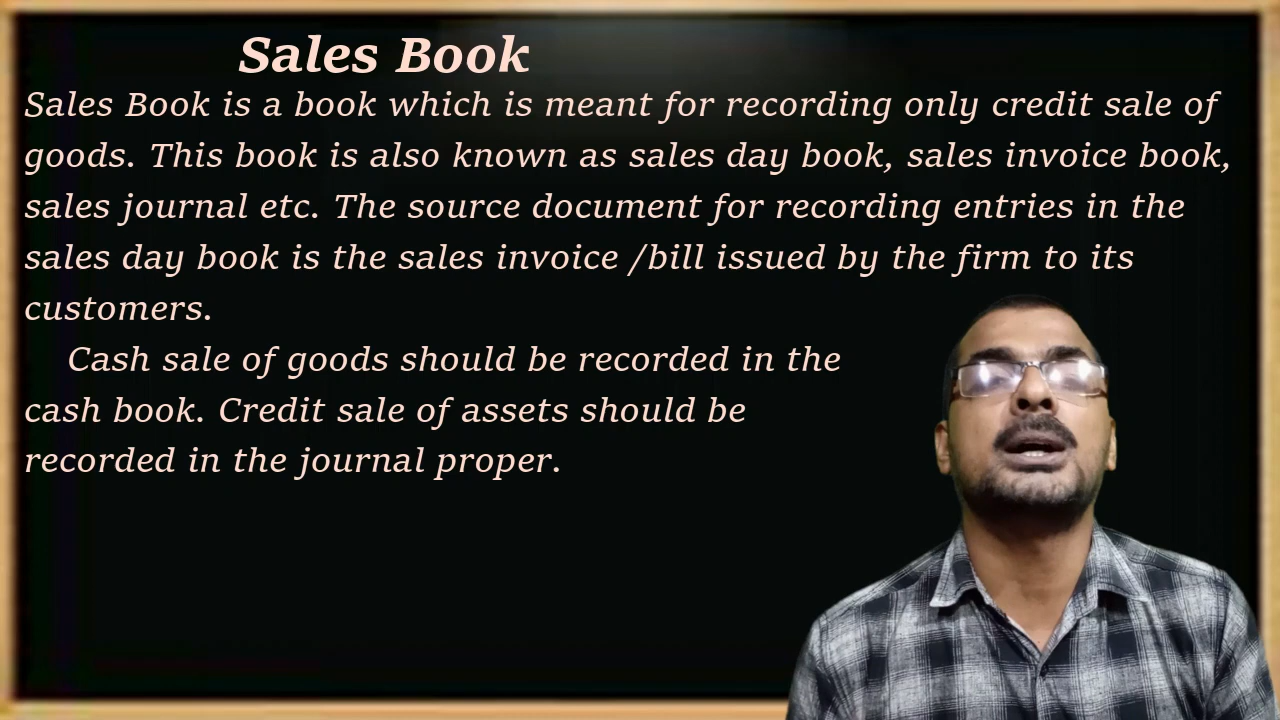 Sales Book
Sales Book is a book which is meant for recording only credit sale of
goods. This book is also known as sales day book, sales invoice book,
sales journal etc. The source document for recording entries in the
sales day book is the sales invoice /bill issued by the firm to its
customers.
Cash sale of goods should be recorded in the
cash book. Credit sale of assets should be
recorded in the journal proper.